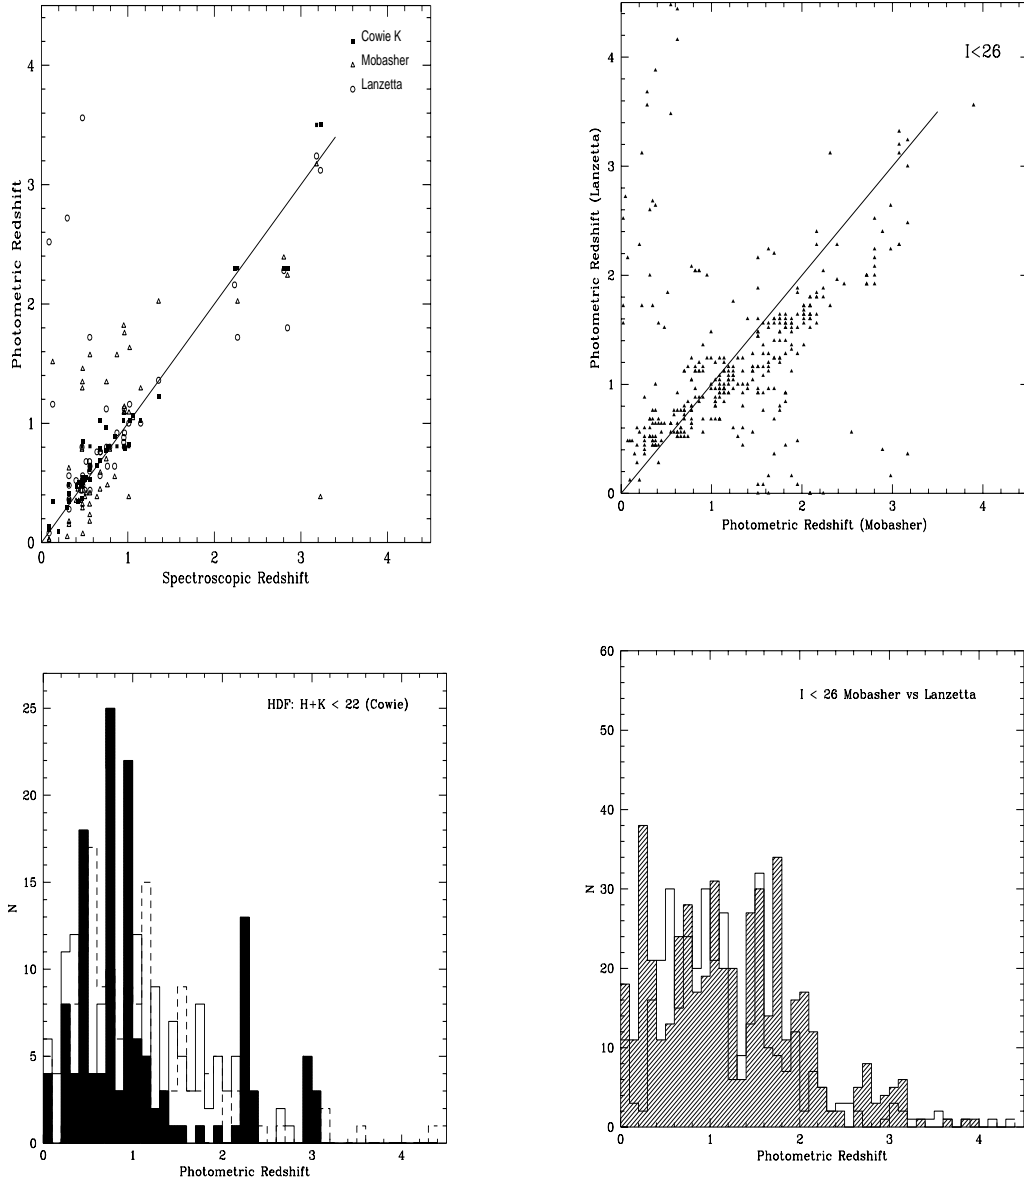 Cowie K
Mobasher
Lanzetta
4
3
2
1
0
Photometric Redshift
0 1 2 3 4
Spectroscopic Redshift
I<26
4
3
2
1
0
Photometric Redshift (Lanzetta)
0 1 2 3 4
Photometric Redshift (Mobasher)
HDF: H+K < 22 (Cowie)
25
20
15
10
5
0
N
0 1 2 3 4
Photometric Redshift
I < 26 Mobasher vs Lanzetta
60
50
40
30
20
10
0
N
0 1 2 3 4
Photometric Redshift